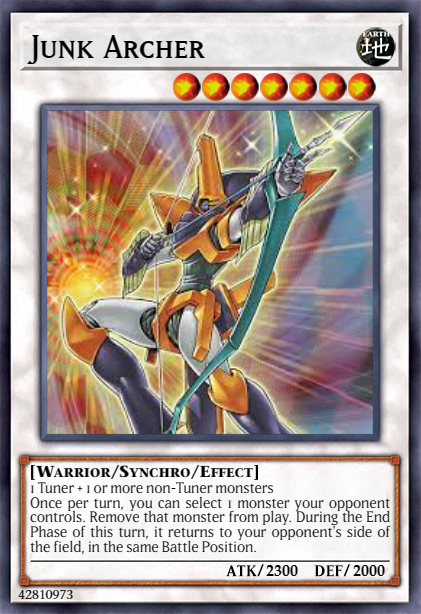 Junk Archer
EARTH
地
[Warrior/Synchro/Effect]
1 Tuner + 1 or more non-Tuner monsters
Once per turn, you can select 1 monster your opponent
controls. Remove that monster from play. During the End
Phase of this turn, it returns to your opponent's side of
the field, in the same Battle Position.
ATK/2300 DEF/2000
42810973